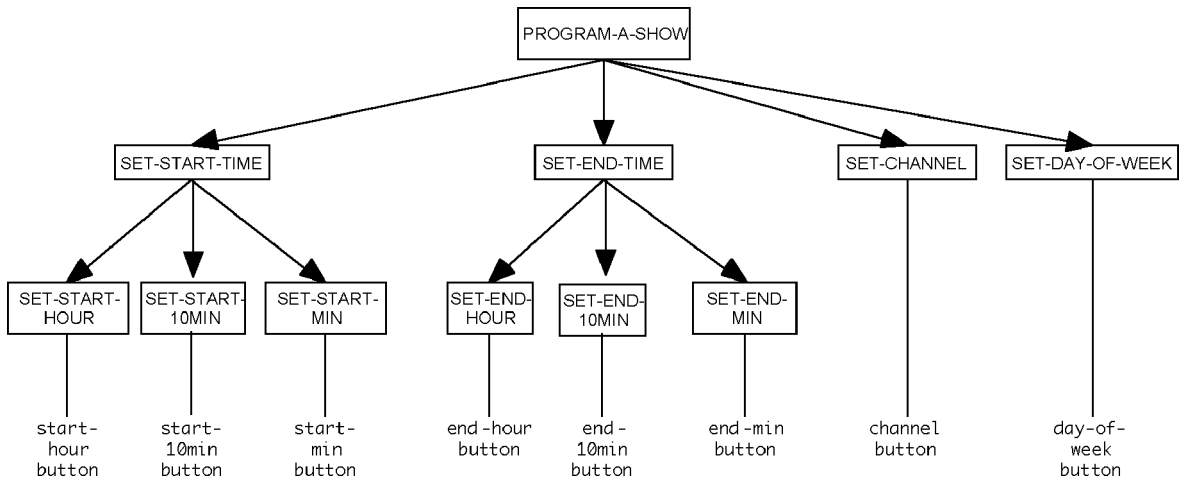 PROGRAM-A-SHOW
SET-START-TIME
SET-END-TIME
SET-CHANNEL
SET-DAY-OF-WEEK
SET-START-
HOUR
SET-START-
10MIN
SET-START-
MIN
SET-END-
HOUR
SET-END-
10MIN
SET-END-
MIN
start-
hour
button
start-
10min
button
start-
min
button
end-hour
button
end-
10min
button
end-min
button
channel
button
day-of-
week
button